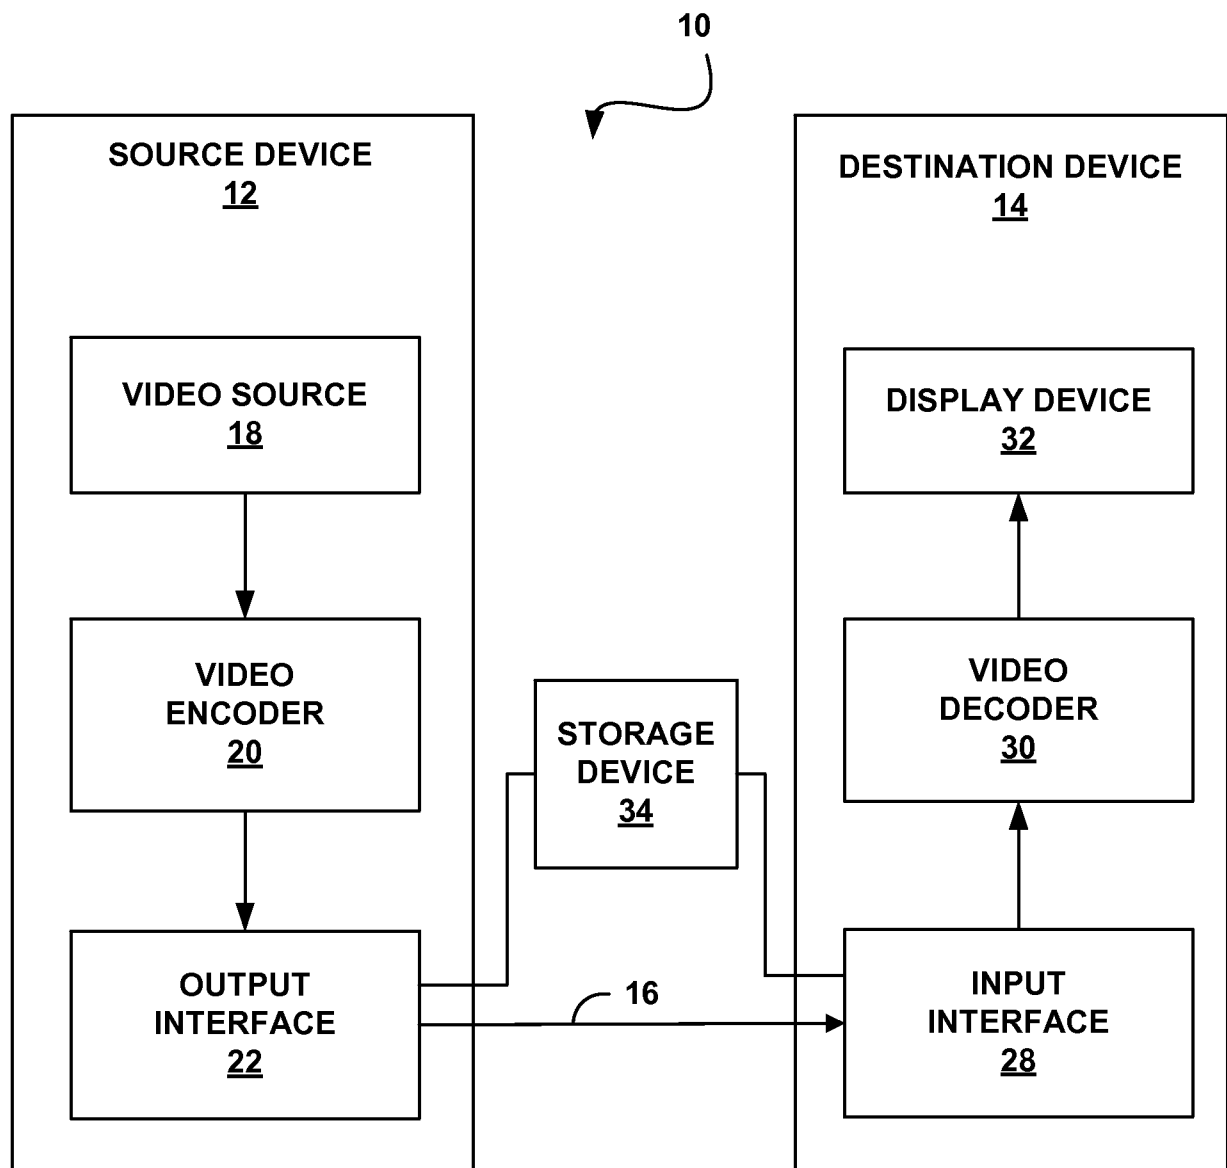 10
SOURCE DEVICE
12
VIDEO SOURCE
18
VIDEO
ENCODER
20
OUTPUT
INTERFACE
22
STORAGE
DEVICE
34
16
DESTINATION DEVICE
14
DISPLAY DEVICE
32
VIDEO
DECODER
30
INPUT
INTERFACE
28